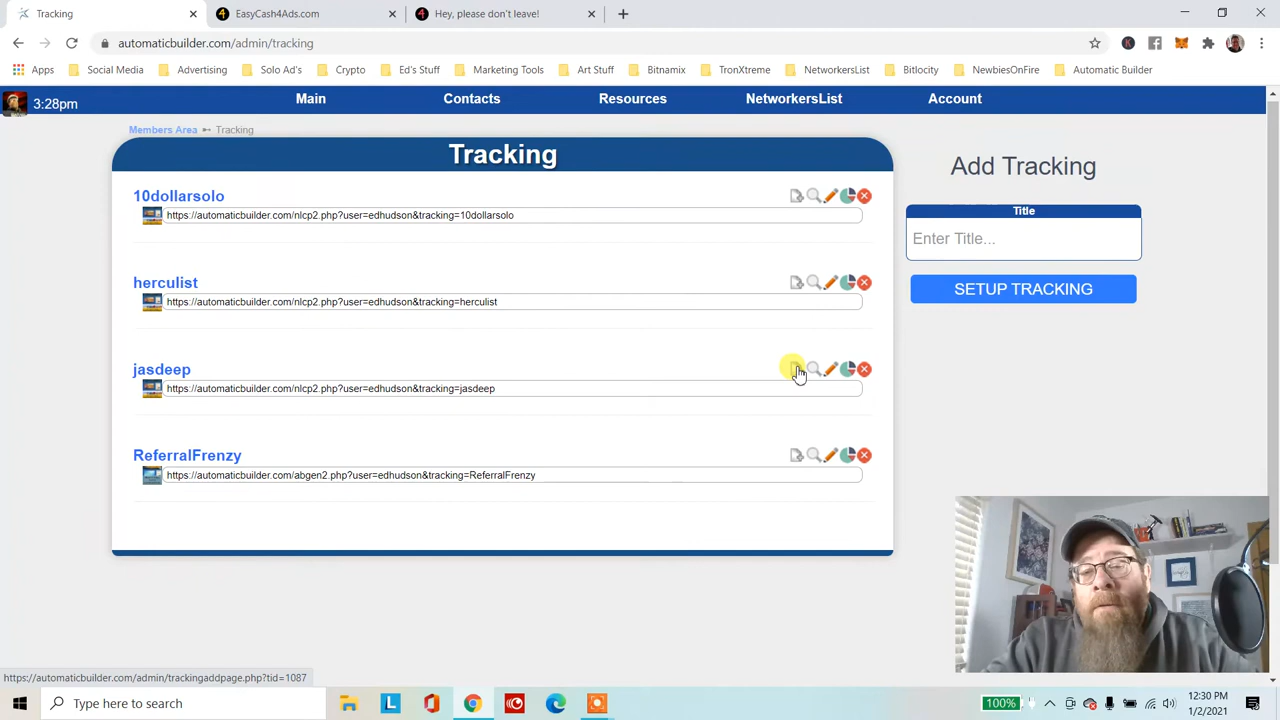 Tracking
EasyCash4Ads.com
Hey, please don't leave!
automaticbuilder.com/admin/tracking
Apps
Social Media
Advertising
Solo Ad's
Crypto
Ed's Stuff
Marketing Tools
Art Stuff
Bitnamix
TronXtreme
NetworkersList
Bitlocity
NewbiesOnFire
Automatic Builder
3:28pm
Main
Contacts
Resources
NetworkersList
Account
Members Area ➸ Tracking
Tracking
10dollarsolo
https://automaticbuilder.com/nlcp2.php?user=edhudson&tracking=10dollarsolo
herculist
https://automaticbuilder.com/nlcp2.php?user=edhudson&tracking=herculist
jasdeep
https://automaticbuilder.com/nlcp2.php?user=edhudson&tracking=jasdeep
ReferralFrenzy
https://automaticbuilder.com/abgen2.php?user=edhudson&tracking=ReferralFrenzy
Add Tracking
Title
Enter Title...
SETUP TRACKING
https://automaticbuilder.com/admin/trackingaddpage.php?tid=1087
Type here to search
100%
12:30 PM
1/2/2021